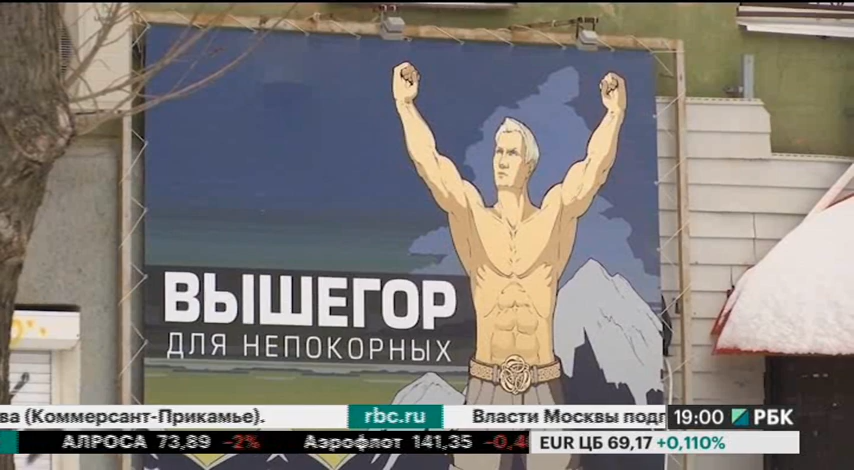 ВЫШЕГОР
ДЛЯ НЕПОКОРНЫХ
ва (Коммерсант-Прикамье). rbc.ru Власти Москвы подг 19:00 РБК
АЛРОСА 73,89 -2% Аэрофлот 141,35 -0,4 EUR ЦБ 69,17 +0,110%